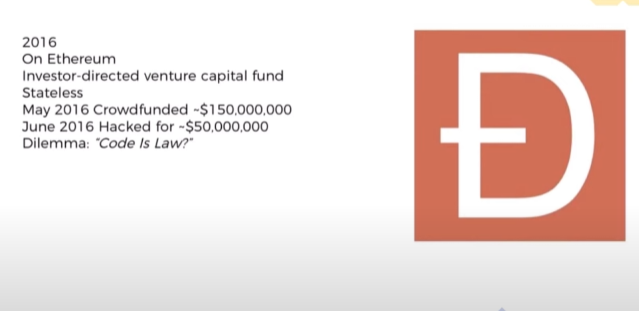 2016
On Ethereum
Investor-directed venture capital fund
Stateless
May 2016 Crowdfunded ~$150,000,000
June 2016 Hacked for ~$50,000,000
Dilemma: "Code Is Law?"
Ð